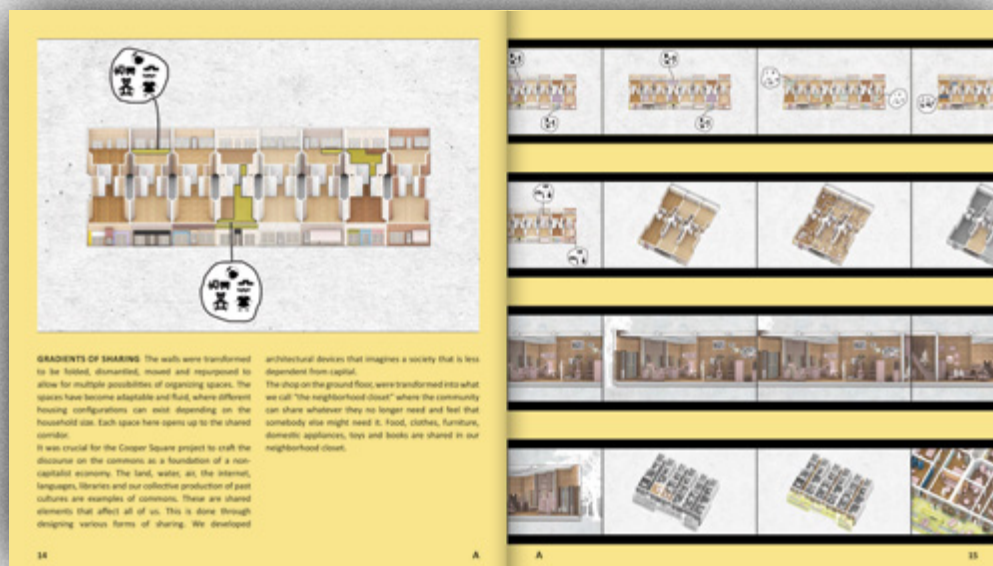 GRADIENTS OF SHARING The walls were transformed
to be folded, dismantled, moved and repurposed to
allow for multiple possibilities of organizing spaces. The
spaces have become adaptable and fluid, where different
housing configurations can exist depending on the
household size. Each space here opens up to the shared
corridor.
It was crucial for the Cooper Square project to craft the
discourse on the commons as a foundation of a non-
capitalist economy. The land, water, air, the internet,
languages, libraries and our collective production of past
cultures are examples of commons. These are shared
elements that affect all of us. This is done through
designing various forms of sharing. We developed
architectural devices that imagines a society that is less
dependent from capital.
The shop on the ground floor, were transformed into what
we call "the neighborhood closet" where the community
can share whatever they no longer need and feel that
somebody else might need it. Food, clothes, furniture,
domestic appliances, toys and books are shared in our
neighborhood closet.
14
A
A
15